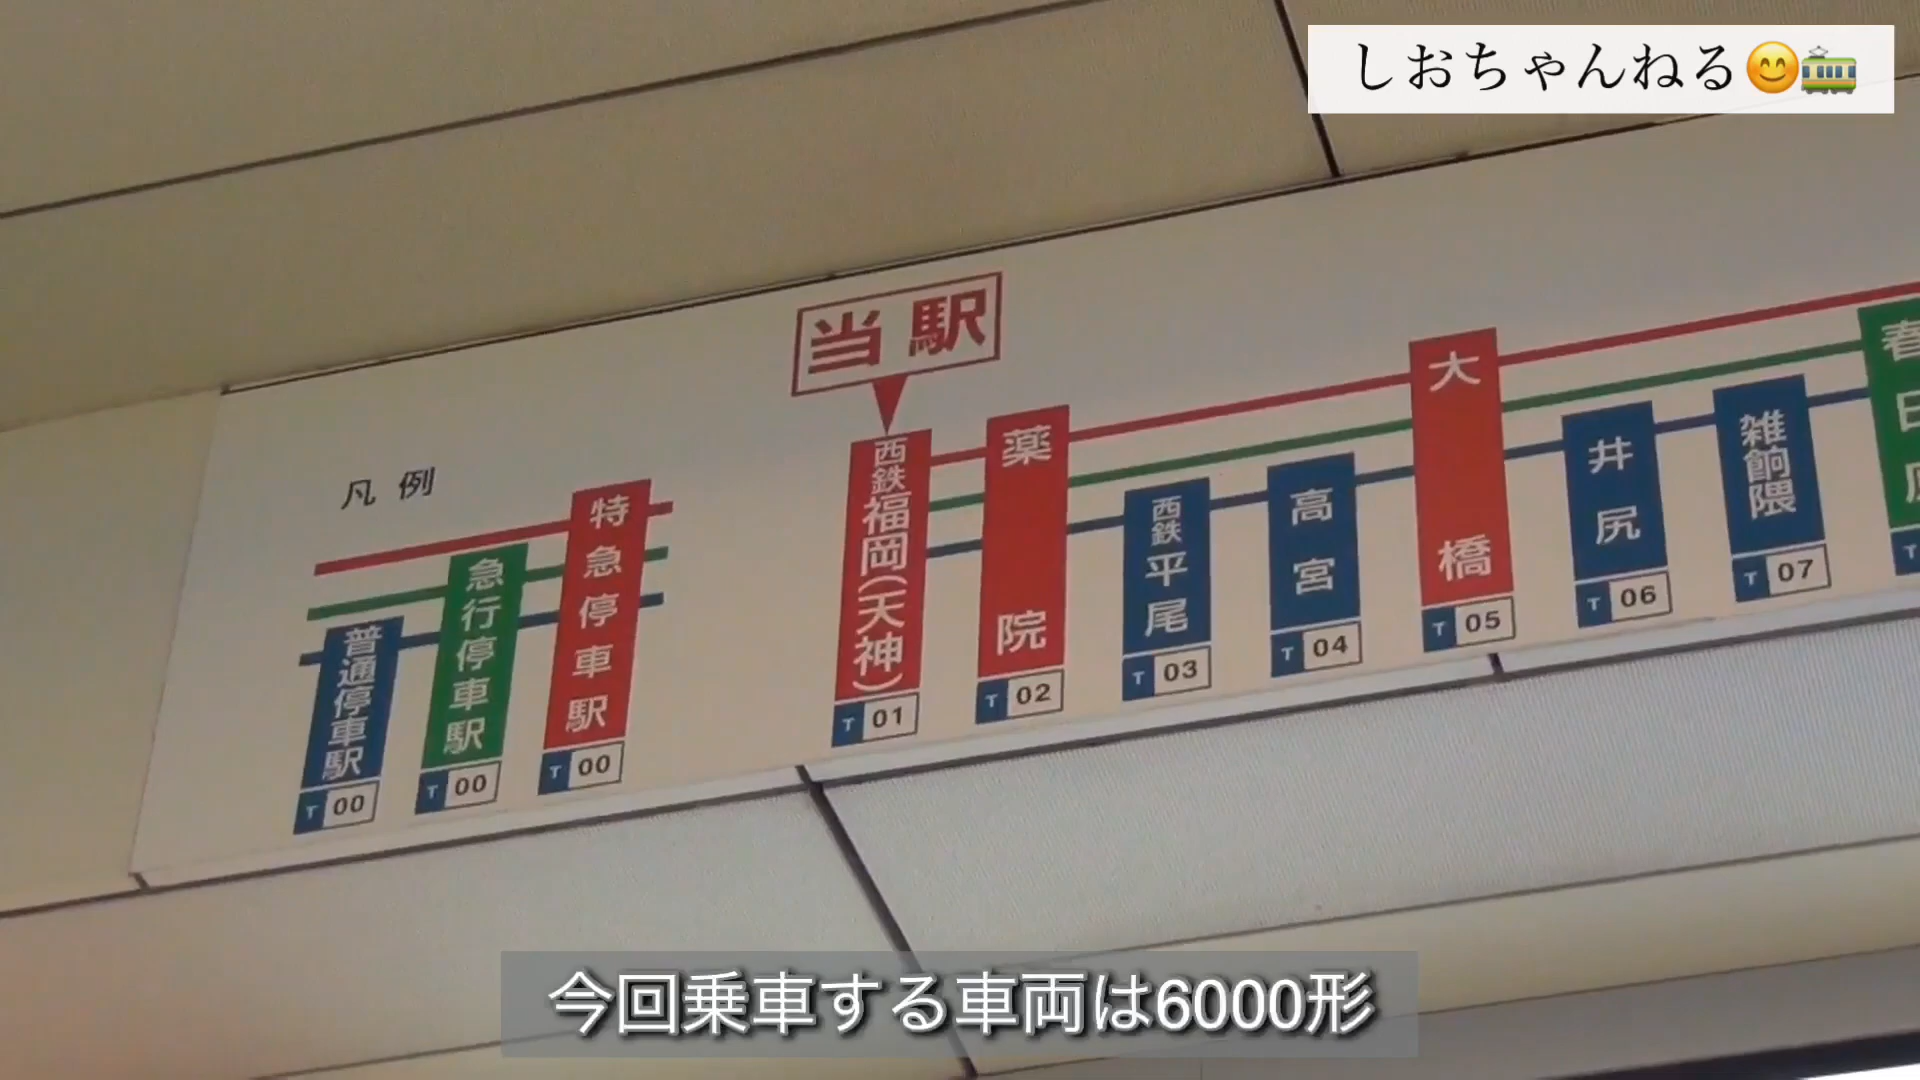 しおちゃんねる😊🚃
当駅
凡例
普通停車駅
T 00
急行停車駅
T 00
特急停車駅
T 00
西鉄福岡(天神)
T 01
薬院
T 02
西鉄平尾
T 03
高宮
T 04
大橋
T 05
井尻
T 06
雑餉隈
T 07
春日原
T
今回乗車する車両は6000形